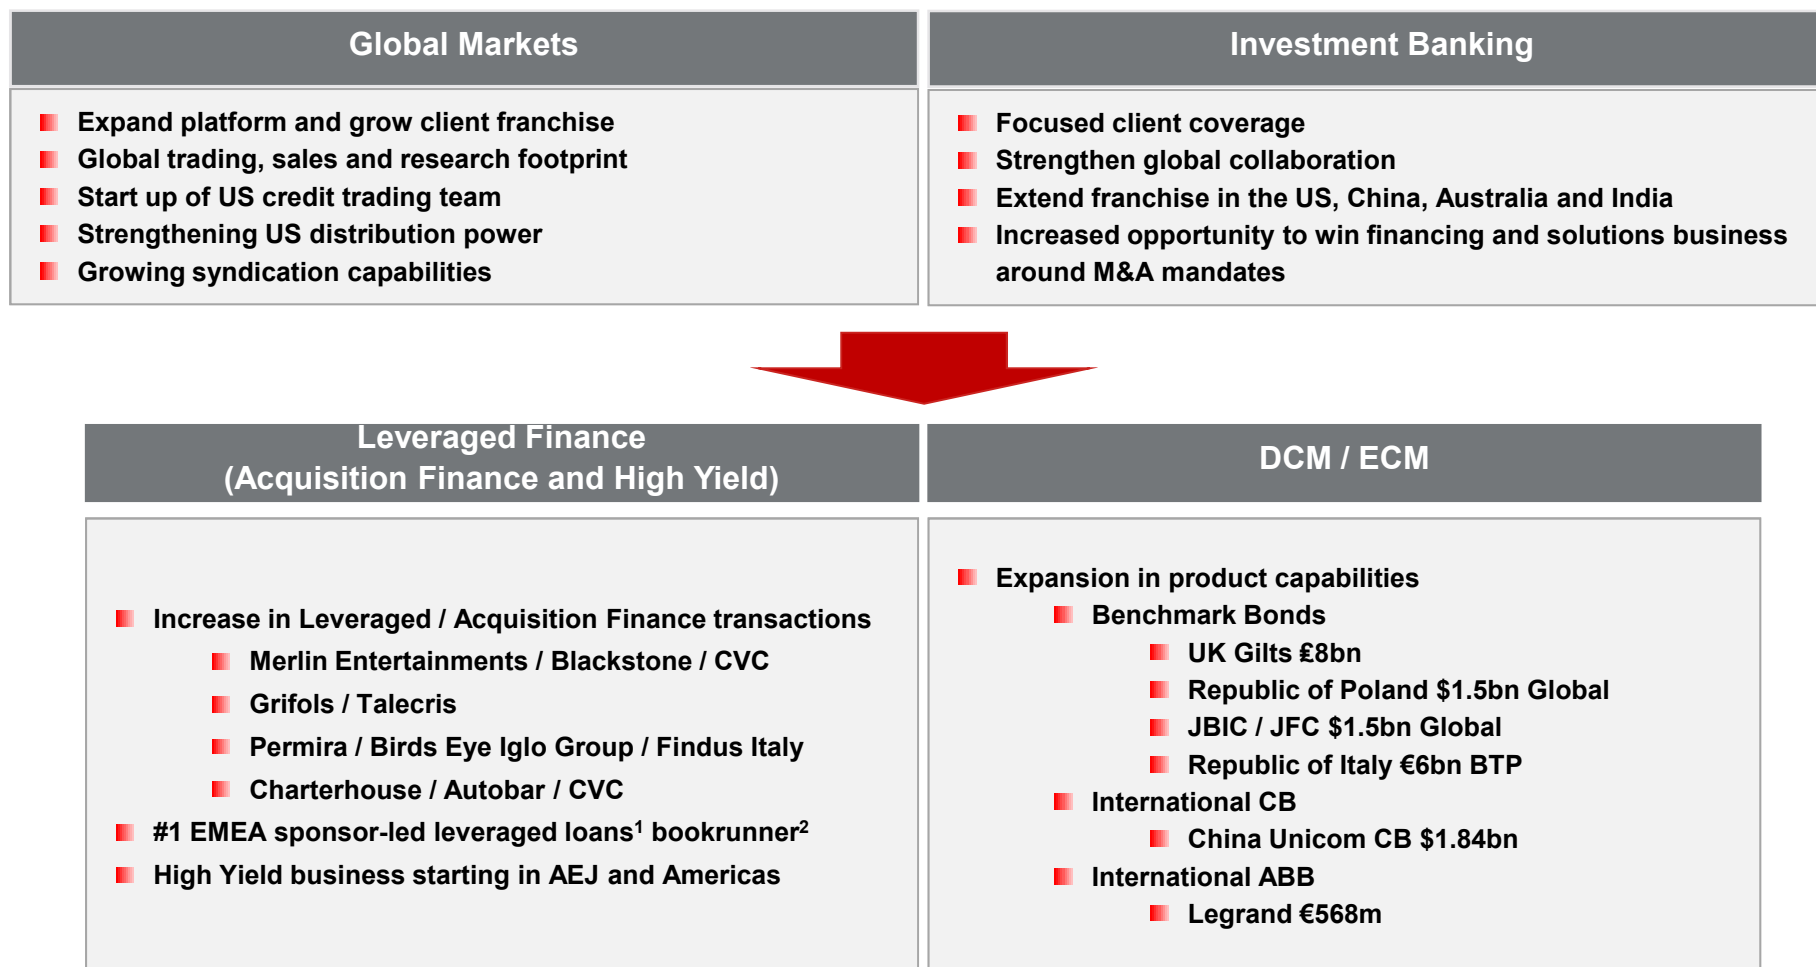 Global Markets
Expand platform and grow client franchise
Global trading, sales and research footprint
Start up of US credit trading team
Strengthening US distribution power
Growing syndication capabilities
Investment Banking
Focused client coverage
Strengthen global collaboration
Extend franchise in the US, China, Australia and India
Increased opportunity to win financing and solutions business
around M&A mandates
Leveraged Finance
(Acquisition Finance and High Yield)
Increase in Leveraged / Acquisition Finance transactions
Merlin Entertainments / Blackstone / CVC
Grifols / Talecris
Permira / Birds Eye Iglo Group / Findus Italy
Charterhouse / Autobar / CVC
#1 EMEA sponsor-led leveraged loans¹ bookrunner²
High Yield business starting in AEJ and Americas
DCM / ECM
Expansion in product capabilities
Benchmark Bonds
UK Gilts ₤8bn
Republic of Poland $1.5bn Global
JBIC / JFC $1.5bn Global
Republic of Italy €6bn BTP
International CB
China Unicom CB $1.84bn
International ABB
Legrand €568m